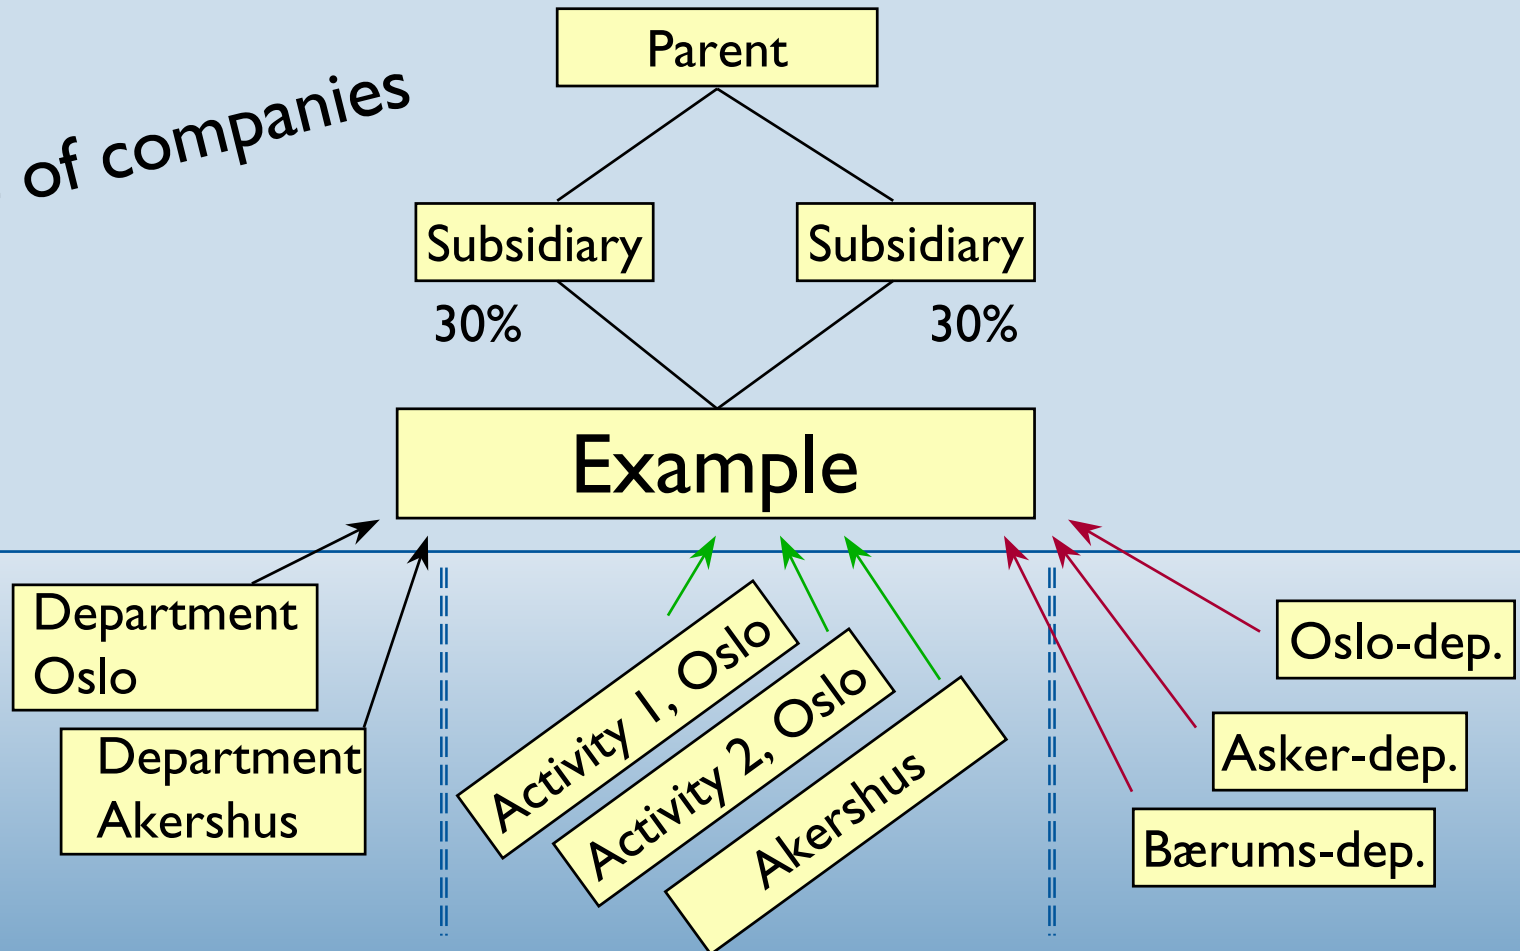 Parent
of companies
Subsidiary
Subsidiary
30%
30%
Example
Department
Oslo
Department
Akershus
Activity 1, Oslo
Activity 2, Oslo
Akershus
Oslo-dep.
Asker-dep.
Bærums-dep.